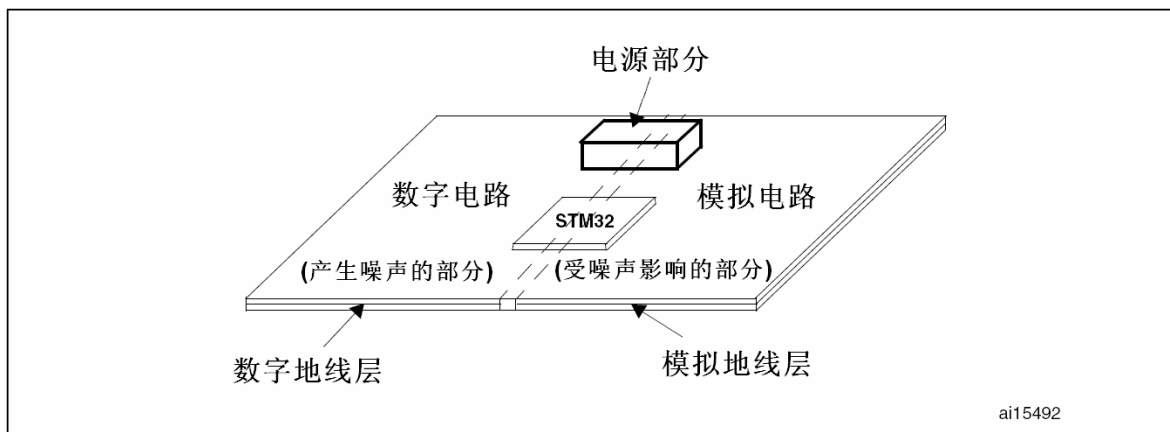 电源部分
数字电路
模拟电路
STM32
(产生噪声的部分)
(受噪声影响的部分)
数字地线层
模拟地线层
ai15492